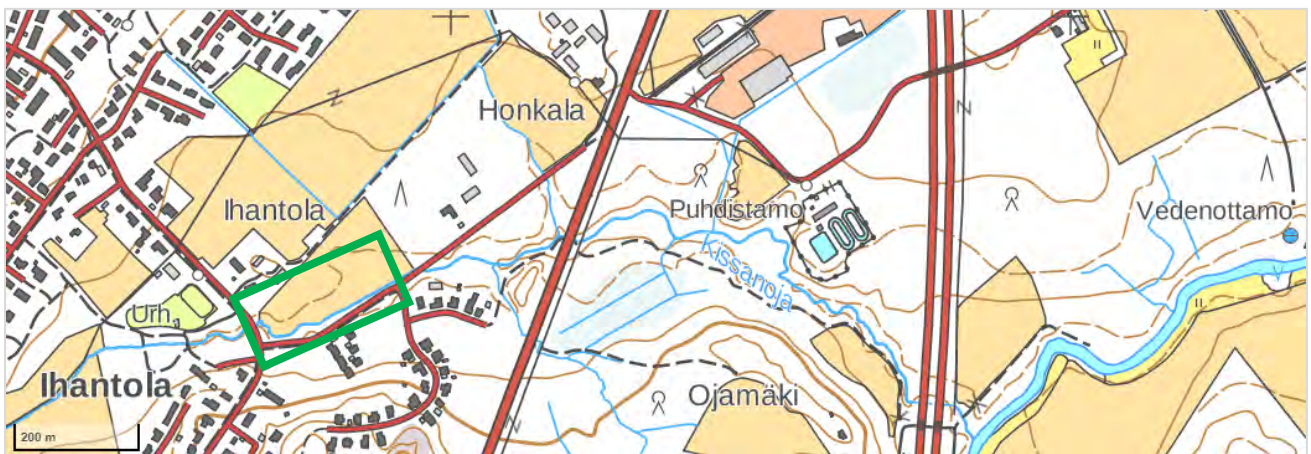 Honkala
Ihantola
Puhdistamo
Vedenottamo
Kissanoja
Urh.
Ihantola
Ojamäki
200 m